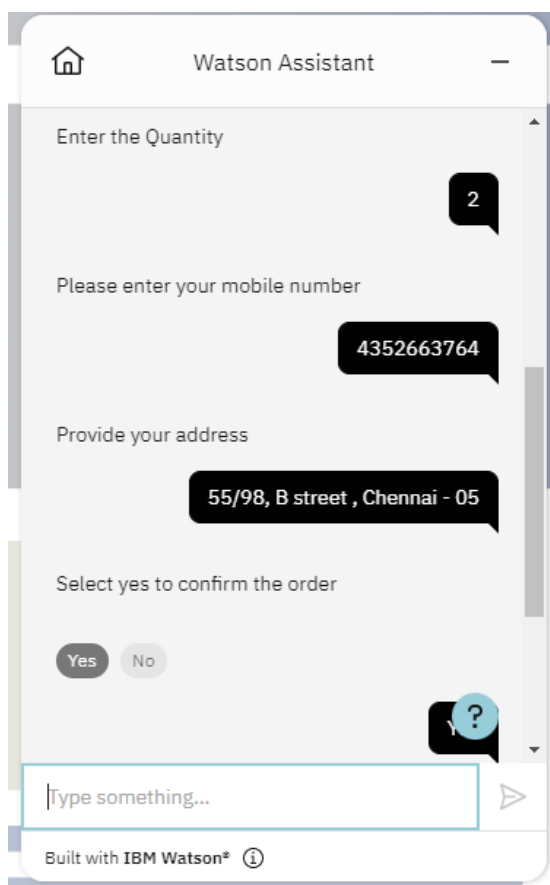 Watson Assistant
Enter the Quantity
2
Please enter your mobile number
4352663764
Provide your address
55/98, B street , Chennai - 05
Select yes to confirm the order
Yes No
?
Type something...
Built with IBM Watson®